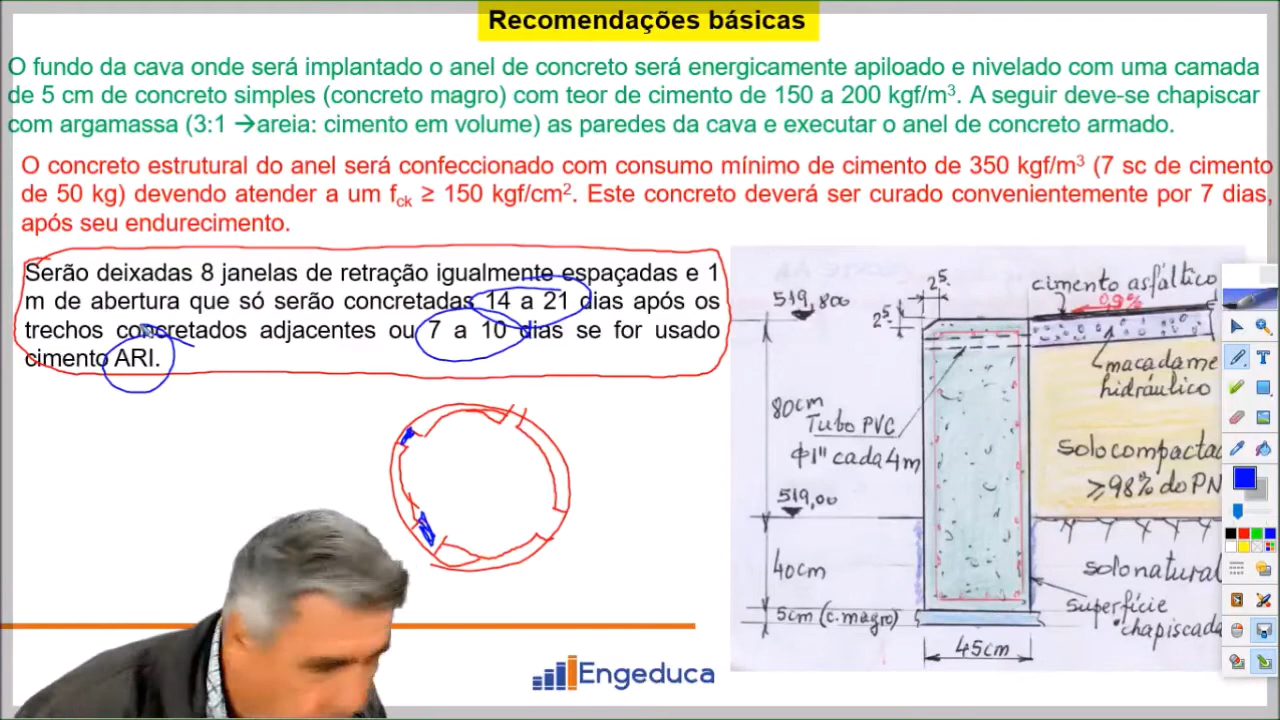 Recomendações básicas
O fundo da cava onde será implantado o anel de concreto será energicamente apiloado e nivelado com uma camada
de 5 cm de concreto simples (concreto magro) com teor de cimento de 150 a 200 kgf/m³. A seguir deve-se chapiscar
com argamassa (3:1 →areia: cimento em volume) as paredes da cava e executar o anel de concreto armado.
O concreto estrutural do anel será confeccionado com consumo mínimo de cimento de 350 kgf/m³ (7 sc de cimento
de 50 kg) devendo atender a um fck ≥ 150 kgf/cm². Este concreto deverá ser curado convenientemente por 7 dias,
após seu endurecimento.
Serão deixadas 8 janelas de retração igualmente espaçadas e 1
m de abertura que só serão concretadas 14 a 21 dias após os
trechos concretados adjacentes ou 7 a 10 dias se for usado
cimento ARI.
2,5
cimento asfáltico
519,800
0,9%
2,5
macadame
hidráulico
80cm
Tubo PVC
ϕ1" cada 4m
solo compacta
≥98% do PN
519,00
40cm
solo natural
superfície
chapiscada
5cm (c. magro)
45cm
Engeduca
T